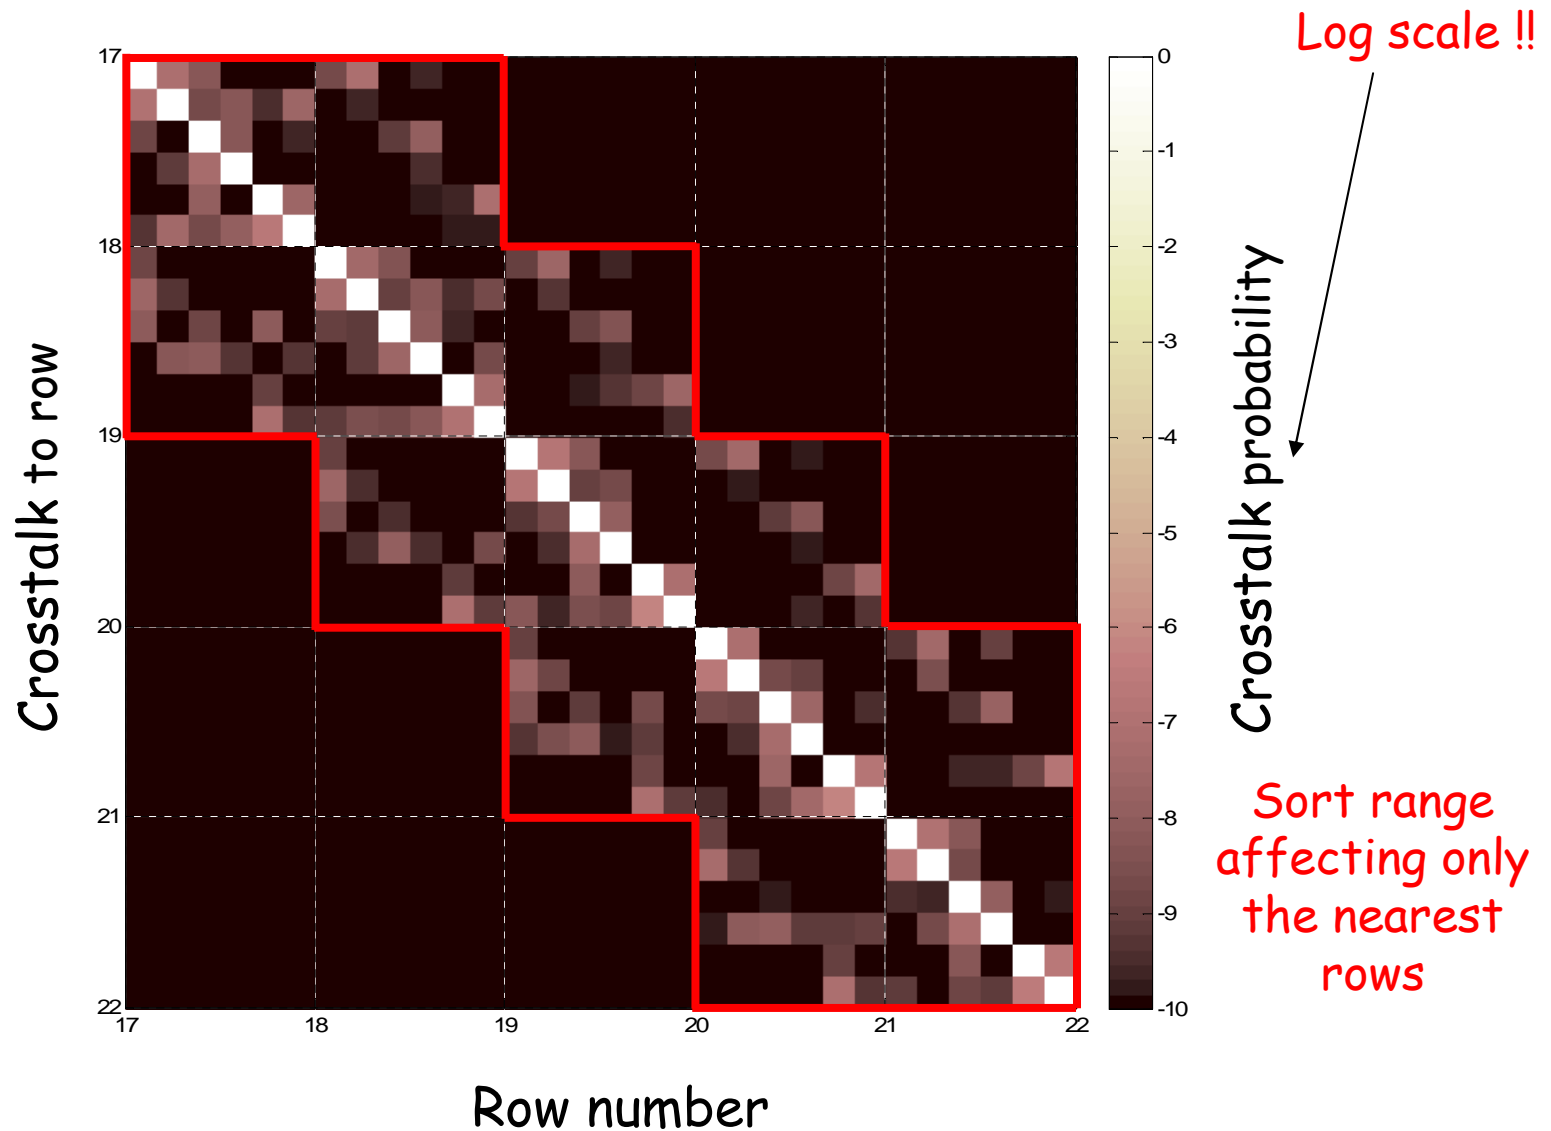 Log scale !!
17
18
19
20
21
22
17 18 19 20 21 22
0
-1
-2
-3
-4
-5
-6
-7
-8
-9
-10
Crosstalk to row
Row number
Crosstalk probability
Sort range
affecting only
the nearest
rows